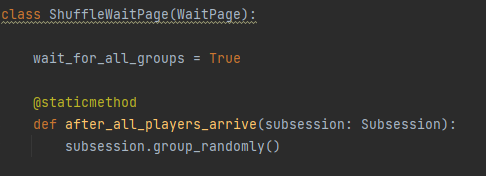 class ShuffleWaitPage(WaitPage):
    wait_for_all_groups = True
    @staticmethod
    def after_all_players_arrive(subsession: Subsession):
        subsession.group_randomly()